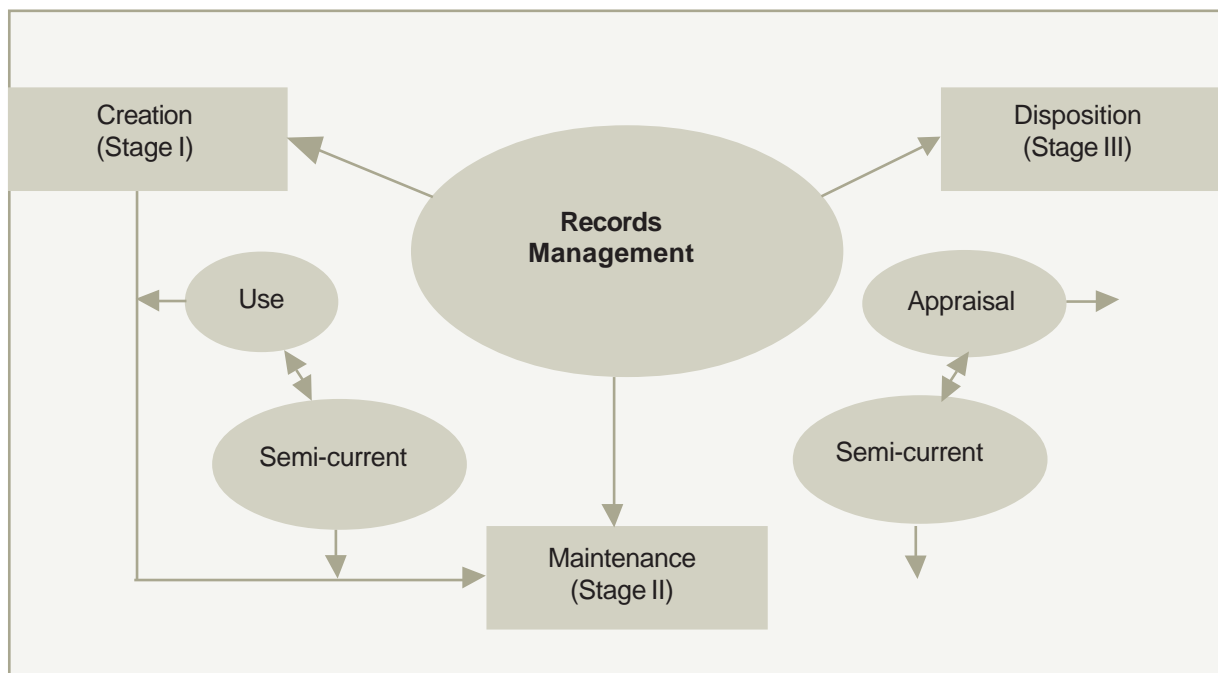 Creation
(Stage I)
Disposition
(Stage III)
Records
Management
Use
Appraisal
Semi-current
Semi-current
Maintenance
(Stage II)